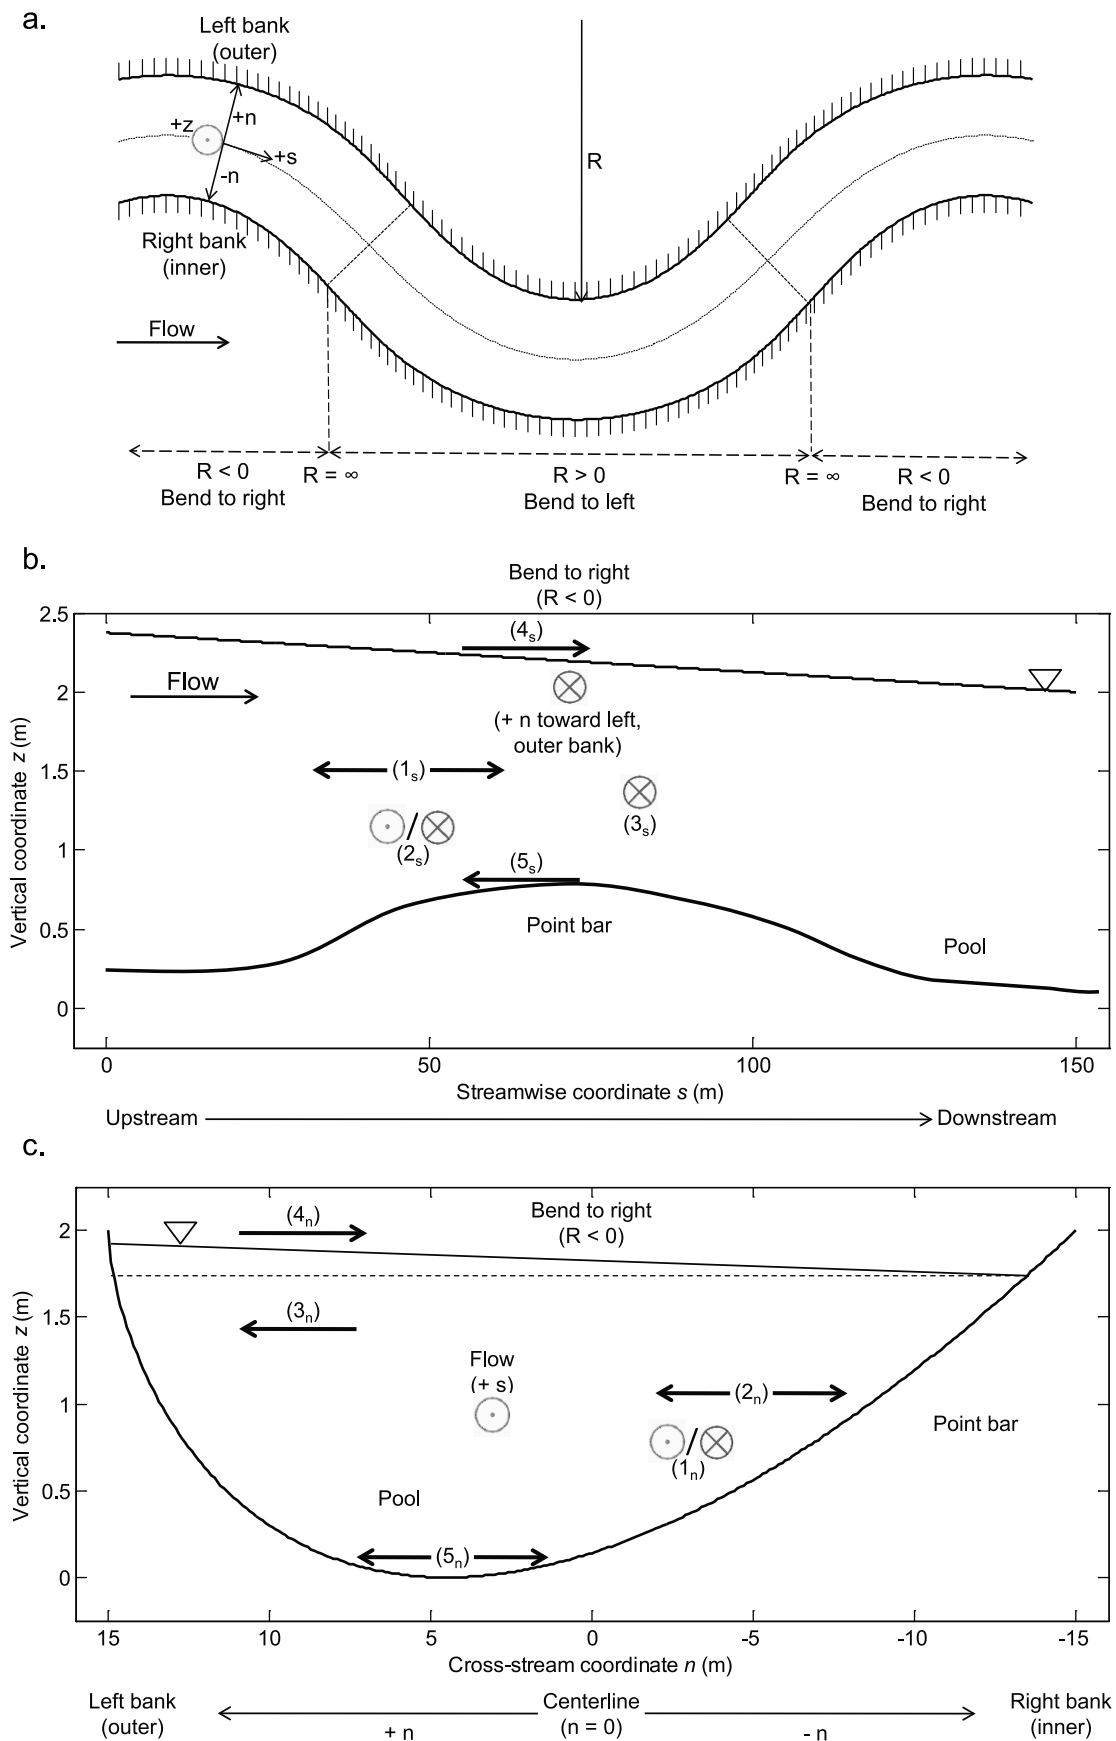 a.
Left bank
(outer)
+n
+z
+s
-n
R
Right bank
(inner)
Flow
R < 0
R = ∞
R > 0
R = ∞
R < 0
Bend to right
Bend to left
Bend to right
b.
Bend to right
(R < 0)
2.5
(4s)
Flow
2
(+ n toward left,
outer bank)
1.5
(1s)
(3s)
(2s)
1
(5s)
Point bar
0.5
Pool
0
Vertical coordinate z (m)
0
50
100
150
Streamwise coordinate s (m)
Upstream
Downstream
c.
Bend to right
(R < 0)
(4n)
2
1.5
(3n)
Flow
(+ s)
(2n)
1
Point bar
(1n)
0.5
Pool
(5n)
0
Vertical coordinate z (m)
15
10
5
0
-5
-10
-15
Cross-stream coordinate n (m)
Left bank
(outer)
+ n
Centerline
(n = 0)
- n
Right bank
(inner)